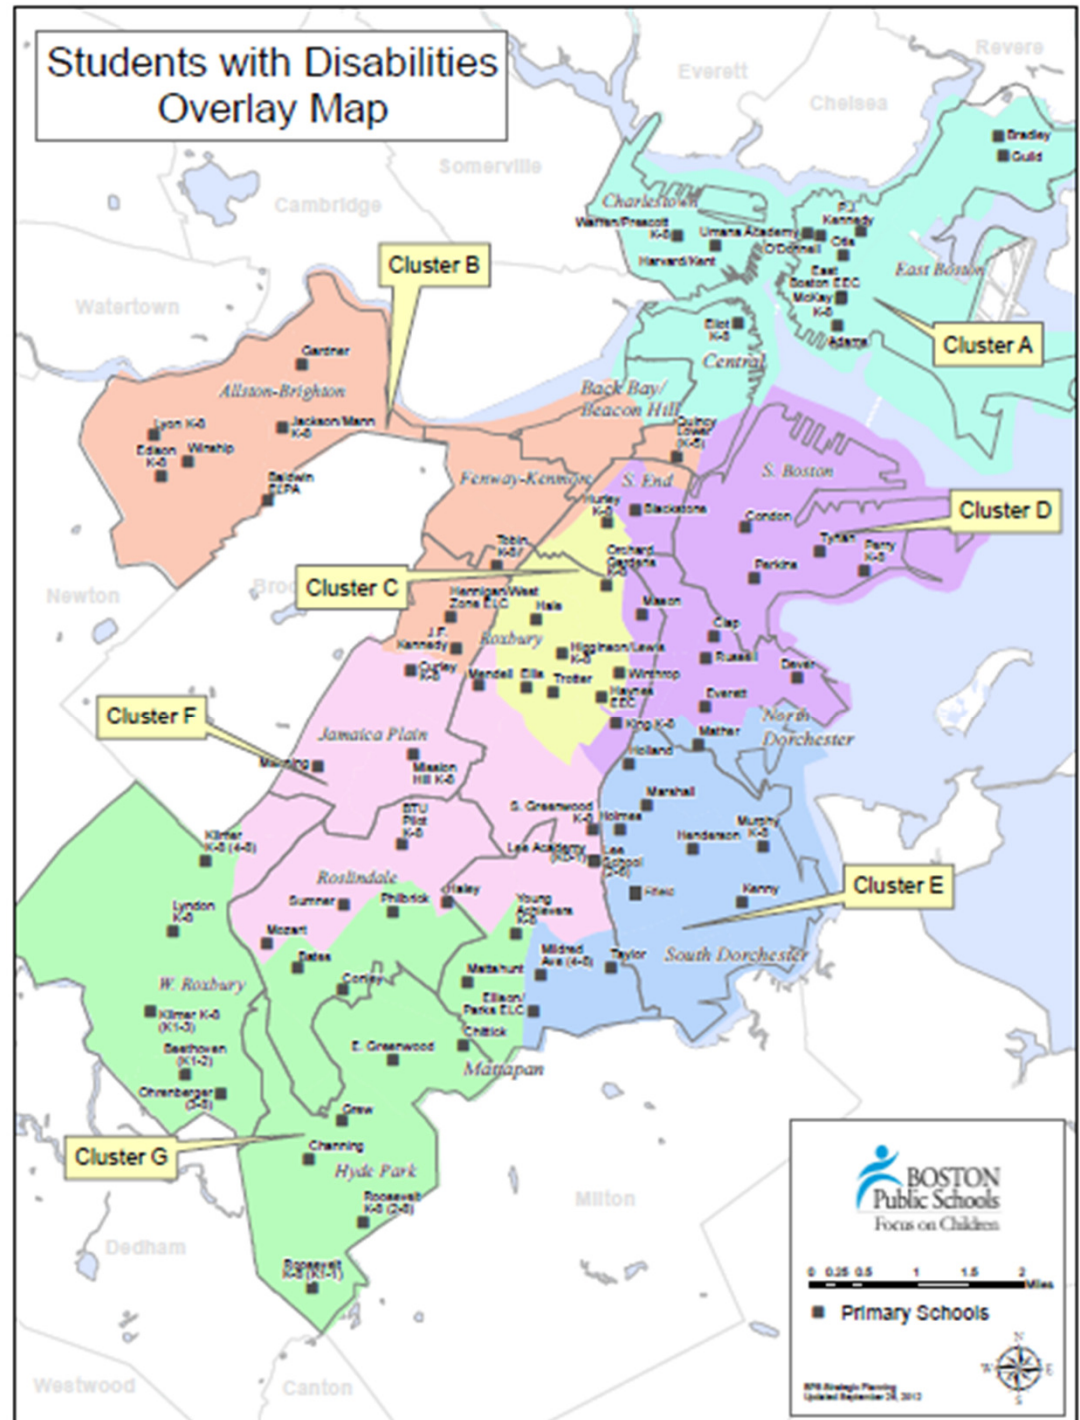 Students with Disabilities
Overlay Map
Revere
Everett
Chelsea
Somerville
Cambridge
Watertown
Newton
Dedham
Milton
Westwood
Canton
Cluster B
Cluster A
Cluster D
Cluster C
Cluster F
Cluster E
Cluster G
Bradley
Guild
Charlestown
Warren/Prescott
K-8
Harvard/Kent
Umana Academy
P.J.
Kennedy
O'Donnell
Otis
East
Boston EEC
McKay
K-8
Adams
East Boston
Eliot
K-8
Central
Back Bay/
Beacon Hill
Quincy
Lower
(K-5)
Gardner
Allston-Brighton
Lyon K-8
Jackson/Mann
K-8
Edison
K-8
Winship
Baldwin
ELPA
Fenway-Kenmore
S. End
Hurley
K-8
Blackstone
S. Boston
Condon
Tynan
Perry
K-8
Perkins
Tobin
K-8
Orchard
Gardens
K-8
Mason
Hennigan/West
Zone ELC
Hale
J.F.
Kennedy
Roxbury
Higginson/Lewis
K-8
Clap
Russell
Dever
Curley
K-8
Mendell
Ellis
Trotter
Winthrop
Haynes
EEC
Everett
King K-8
Mather
North
Dorchester
Holland
Jamaica Plain
Manning
Mission
Hill K-8
Marshall
BTU
Pilot
K-8
S. Greenwood
K-8
Holmes
Henderson
Murphy
K-8
Kilmer
K-8 (4-8)
Lee Academy
Lee
School
Roslindale
Haley
Kenny
Sumner
Philbrick
Young
Achievers
K-8
Lyndon
K-8
Mozart
Bates
Mildred
Ave (4-8)
Taylor
South Dorchester
W. Roxbury
Conley
Mattahunt
Ellison/
Parks ELC
Kilmer K-8
(K1-3)
Chittick
Beethoven
(K1-2)
E. Greenwood
Mattapan
Ohrenberger
(3-8)
Grew
Channing
Hyde Park
Roosevelt
K-8 (2-8)
Roosevelt
K-8 (K1-1)
BOSTON
Public Schools
Focus on Children
0 0.25 0.5 1 1.5 2
Miles
Primary Schools
N
W E
S
BPS Strategic Planning